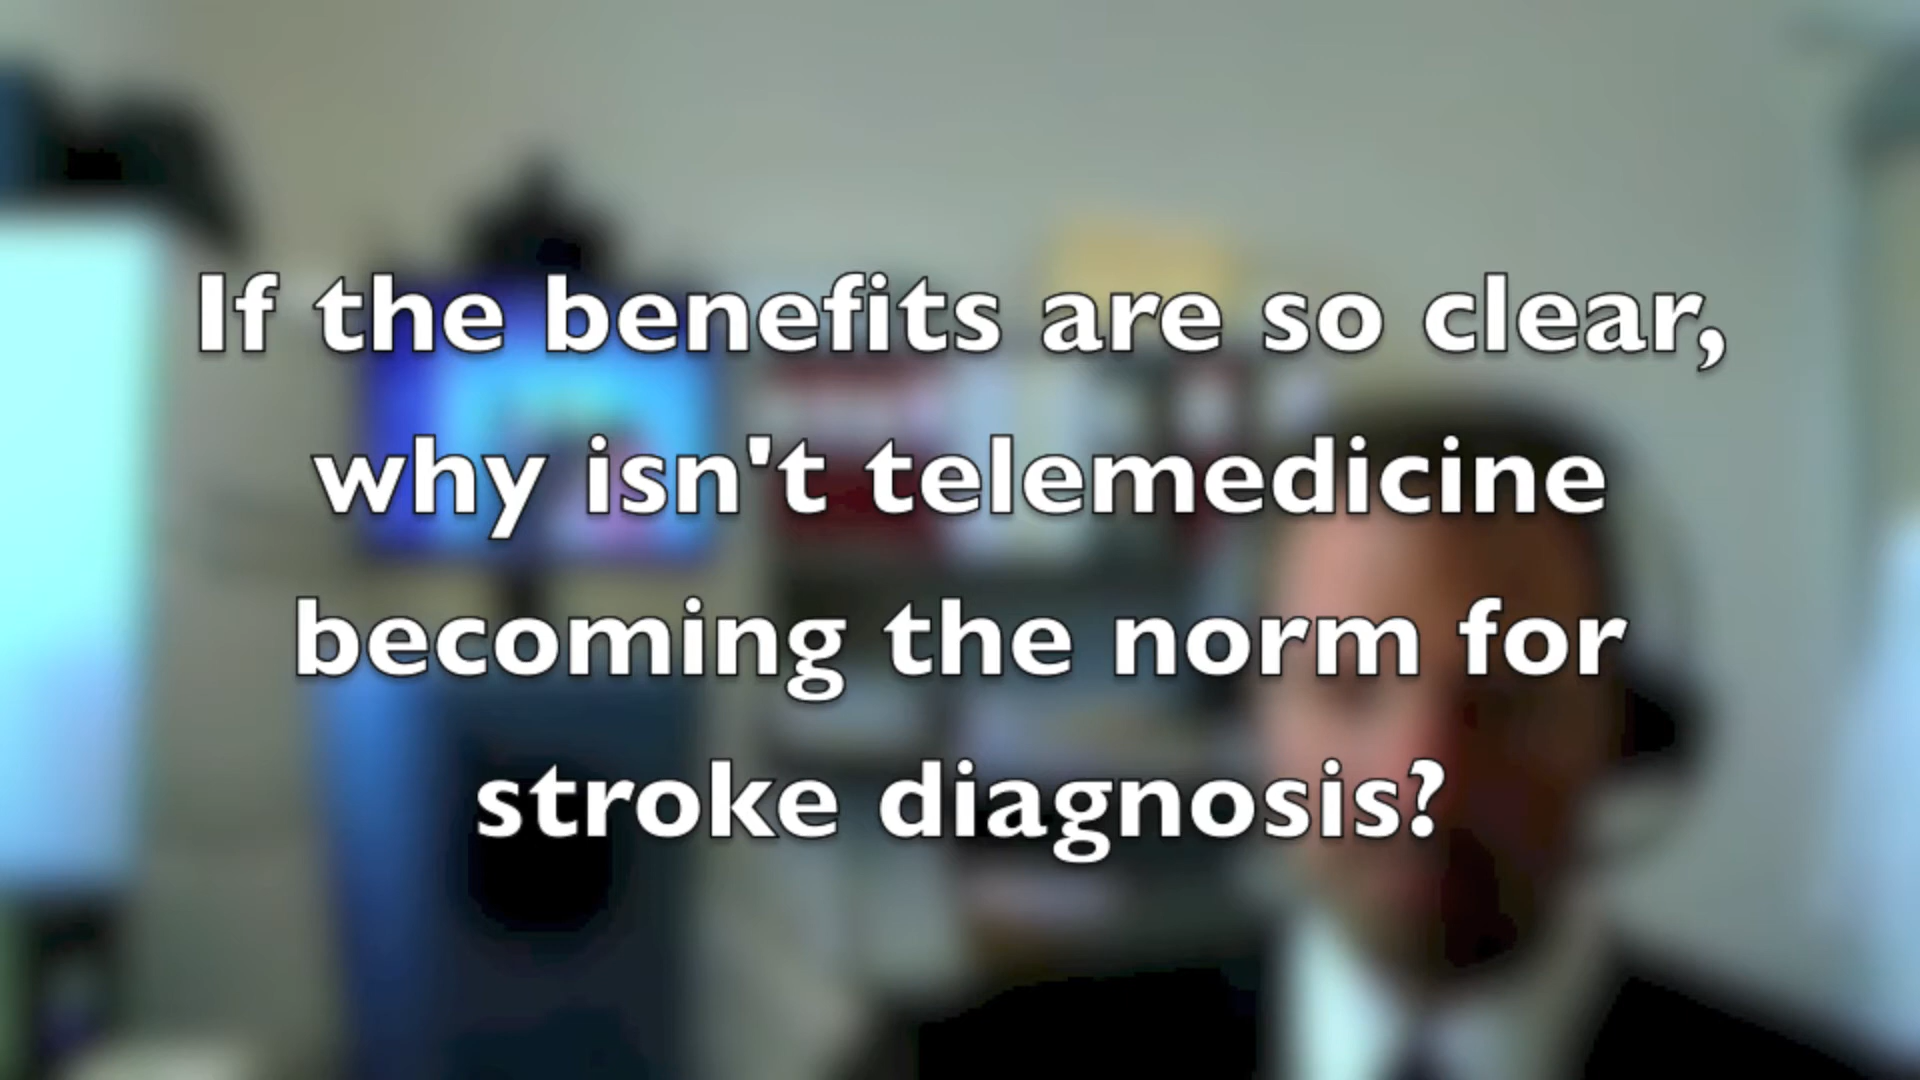 If the benefits are so clear,
why isn't telemedicine
becoming the norm for
stroke diagnosis?